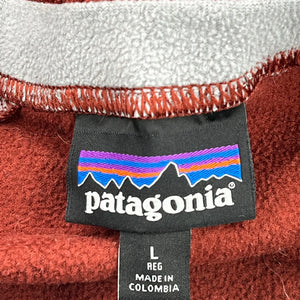 patagonia®
L
REG
MADE IN
COLOMBIA